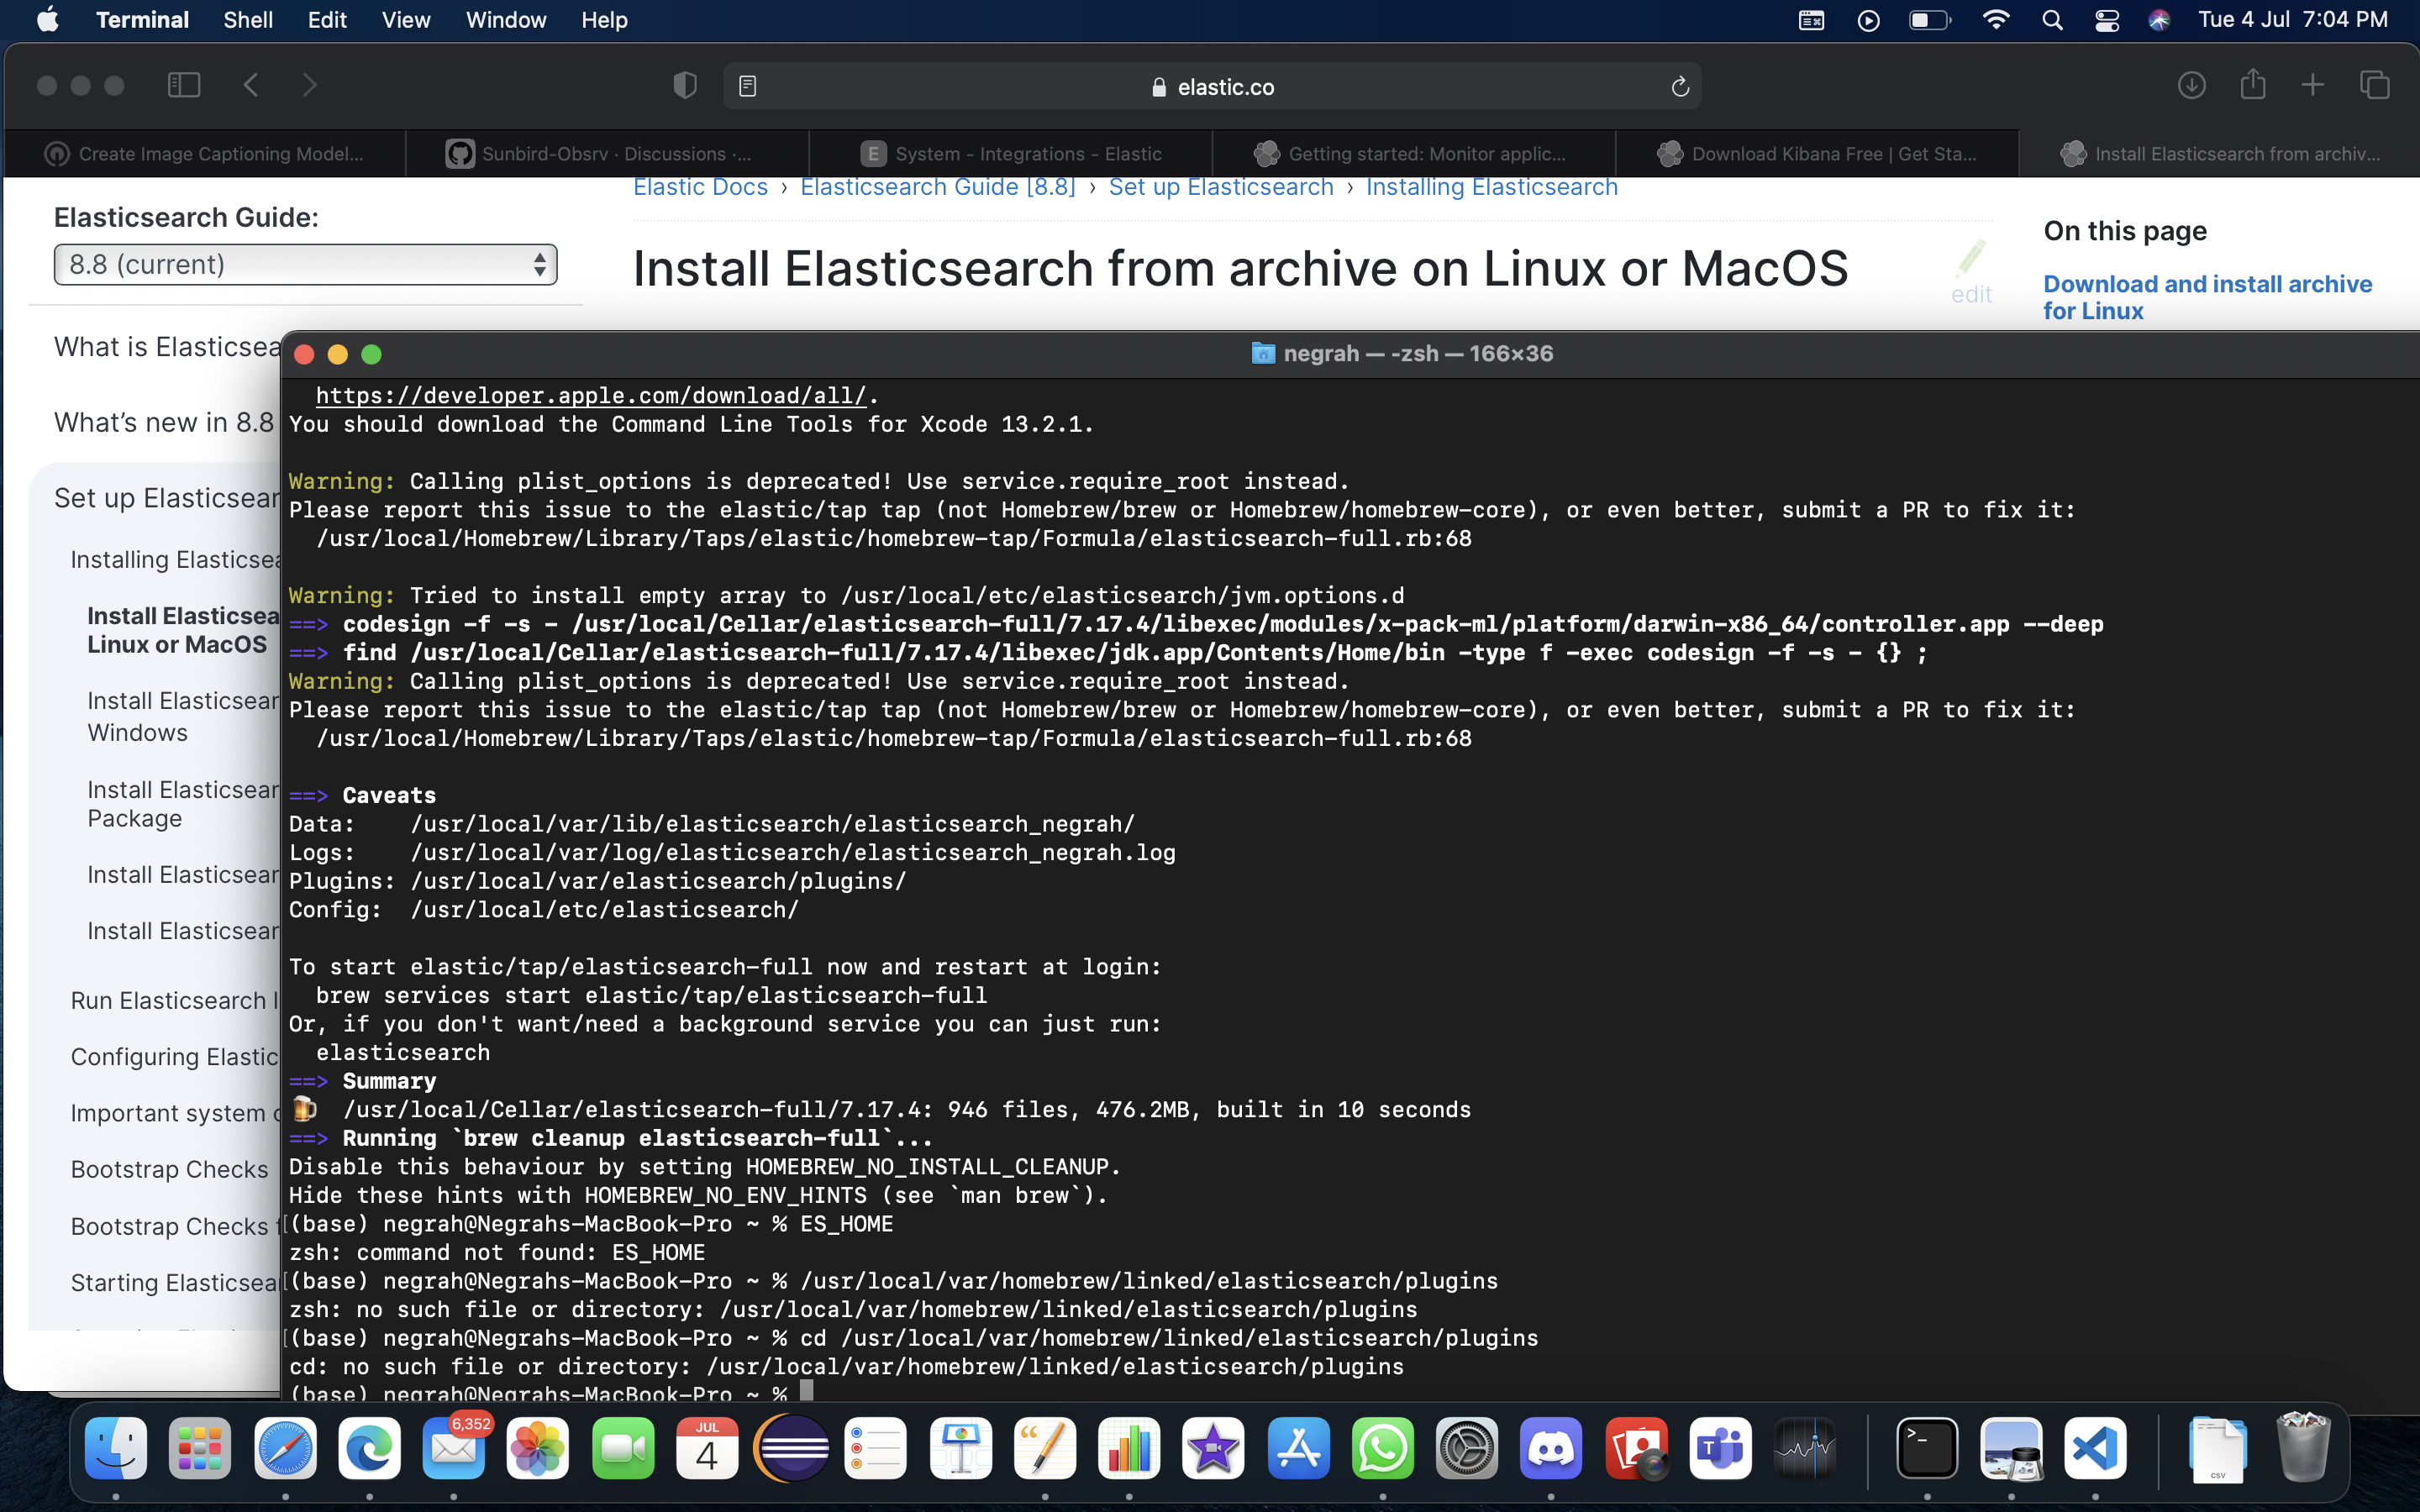 Terminal Shell Edit View Window Help Tue 4 Jul 7:04 PM
elastic.co
Create Image Captioning Model...
Sunbird-Obsrv · Discussions ·...
E System - Integrations - Elastic
Getting started: Monitor applic...
Download Kibana Free | Get Sta...
Install Elasticsearch from archiv...
Elastic Docs › Elasticsearch Guide [8.8] › Set up Elasticsearch › Installing Elasticsearch
Elasticsearch Guide:
8.8 (current)
Install Elasticsearch from archive on Linux or MacOS
edit
On this page
Download and install archive
for Linux
What is Elasticsea
What’s new in 8.8
Set up Elasticsear
Installing Elasticsea
Install Elasticsea
Linux or MacOS
Install Elasticsear
Windows
Install Elasticsear
Package
Install Elasticsear
Install Elasticsear
Run Elasticsearch l
Configuring Elastic
Important system c
Bootstrap Checks
Bootstrap Checks f
Starting Elasticsea
negrah — -zsh — 166×36
https://developer.apple.com/download/all/.
You should download the Command Line Tools for Xcode 13.2.1.
Warning: Calling plist_options is deprecated! Use service.require_root instead.
Please report this issue to the elastic/tap tap (not Homebrew/brew or Homebrew/homebrew-core), or even better, submit a PR to fix it:
/usr/local/Homebrew/Library/Taps/elastic/homebrew-tap/Formula/elasticsearch-full.rb:68
Warning: Tried to install empty array to /usr/local/etc/elasticsearch/jvm.options.d
==> codesign -f -s - /usr/local/Cellar/elasticsearch-full/7.17.4/libexec/modules/x-pack-ml/platform/darwin-x86_64/controller.app --deep
==> find /usr/local/Cellar/elasticsearch-full/7.17.4/libexec/jdk.app/Contents/Home/bin -type f -exec codesign -f -s - {} ;
Warning: Calling plist_options is deprecated! Use service.require_root instead.
Please report this issue to the elastic/tap tap (not Homebrew/brew or Homebrew/homebrew-core), or even better, submit a PR to fix it:
/usr/local/Homebrew/Library/Taps/elastic/homebrew-tap/Formula/elasticsearch-full.rb:68
==> Caveats
Data: /usr/local/var/lib/elasticsearch/elasticsearch_negrah/
Logs: /usr/local/var/log/elasticsearch/elasticsearch_negrah.log
Plugins: /usr/local/var/elasticsearch/plugins/
Config: /usr/local/etc/elasticsearch/
To start elastic/tap/elasticsearch-full now and restart at login:
brew services start elastic/tap/elasticsearch-full
Or, if you don't want/need a background service you can just run:
elasticsearch
==> Summary
🍺 /usr/local/Cellar/elasticsearch-full/7.17.4: 946 files, 476.2MB, built in 10 seconds
==> Running `brew cleanup elasticsearch-full`...
Disable this behaviour by setting HOMEBREW_NO_INSTALL_CLEANUP.
Hide these hints with HOMEBREW_NO_ENV_HINTS (see `man brew`).
[(base) negrah@Negrahs-MacBook-Pro ~ % ES_HOME
zsh: command not found: ES_HOME
[(base) negrah@Negrahs-MacBook-Pro ~ % /usr/local/var/homebrew/linked/elasticsearch/plugins
zsh: no such file or directory: /usr/local/var/homebrew/linked/elasticsearch/plugins
[(base) negrah@Negrahs-MacBook-Pro ~ % cd /usr/local/var/homebrew/linked/elasticsearch/plugins
cd: no such file or directory: /usr/local/var/homebrew/linked/elasticsearch/plugins
(base) negrah@Negrahs-MacBook-Pro ~ %
6,352
JUL
4
T
>_
CSV